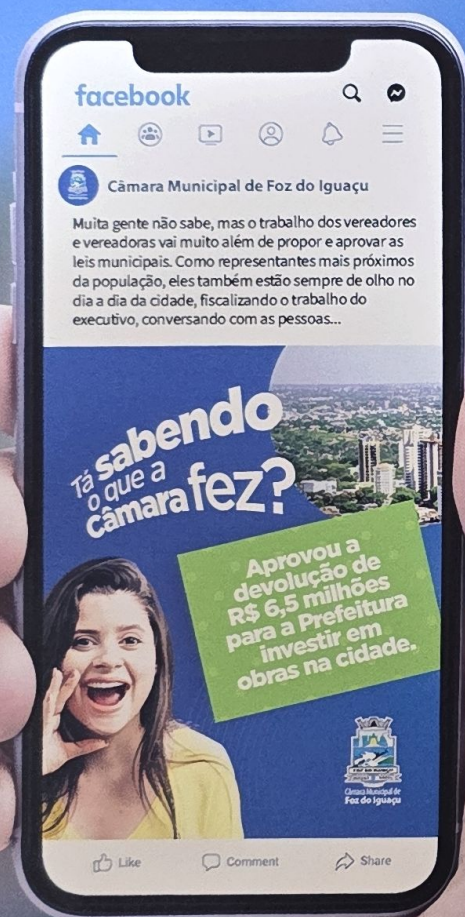 facebook
Câmara Municipal de Foz do Iguaçu
Muita gente não sabe, mas o trabalho dos vereadores
e vereadoras vai muito além de propor e aprovar as
leis municipais. Como representantes mais próximos
da população, eles também estão sempre de olho no
dia a dia da cidade, fiscalizando o trabalho do
executivo, conversando com as pessoas...
Tá sabendo
o que a
Câmara fez?
Aprovou a
devolução de
R$ 6,5 milhões
para a Prefeitura
investir em
obras na cidade.
Câmara Municipal de
Foz do Iguaçu
Like
Comment
Share